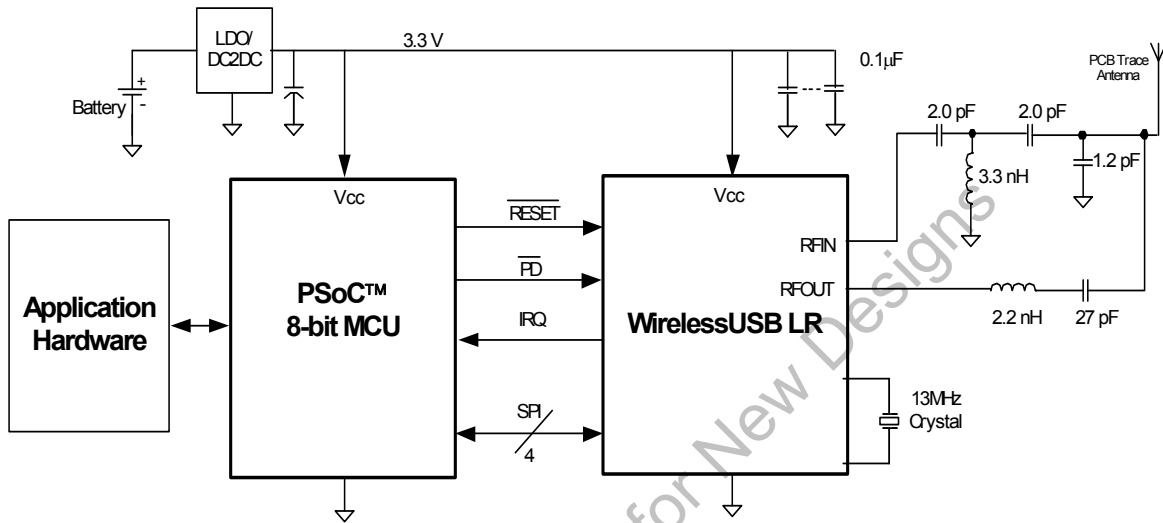 LDO/
DC2DC
3.3 V
0.1µF
PCB Trace
Antenna
+
-
Battery
2.0 pF
2.0 pF
1.2 pF
3.3 nH
Vcc
Vcc
RESET
RFIN
PD
RFOUT
PSoC™
8-bit MCU
Application
Hardware
IRQ
WirelessUSB LR
2.2 nH
27 pF
13MHz
Crystal
SPI
4
for New Designs